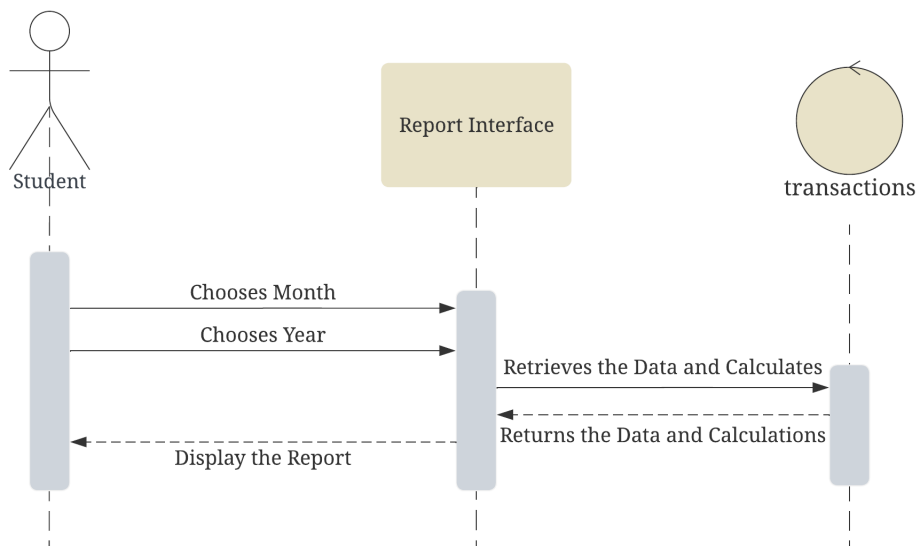 Student
Report Interface
transactions
Chooses Month
Chooses Year
Retrieves the Data and Calculates
Returns the Data and Calculations
Display the Report